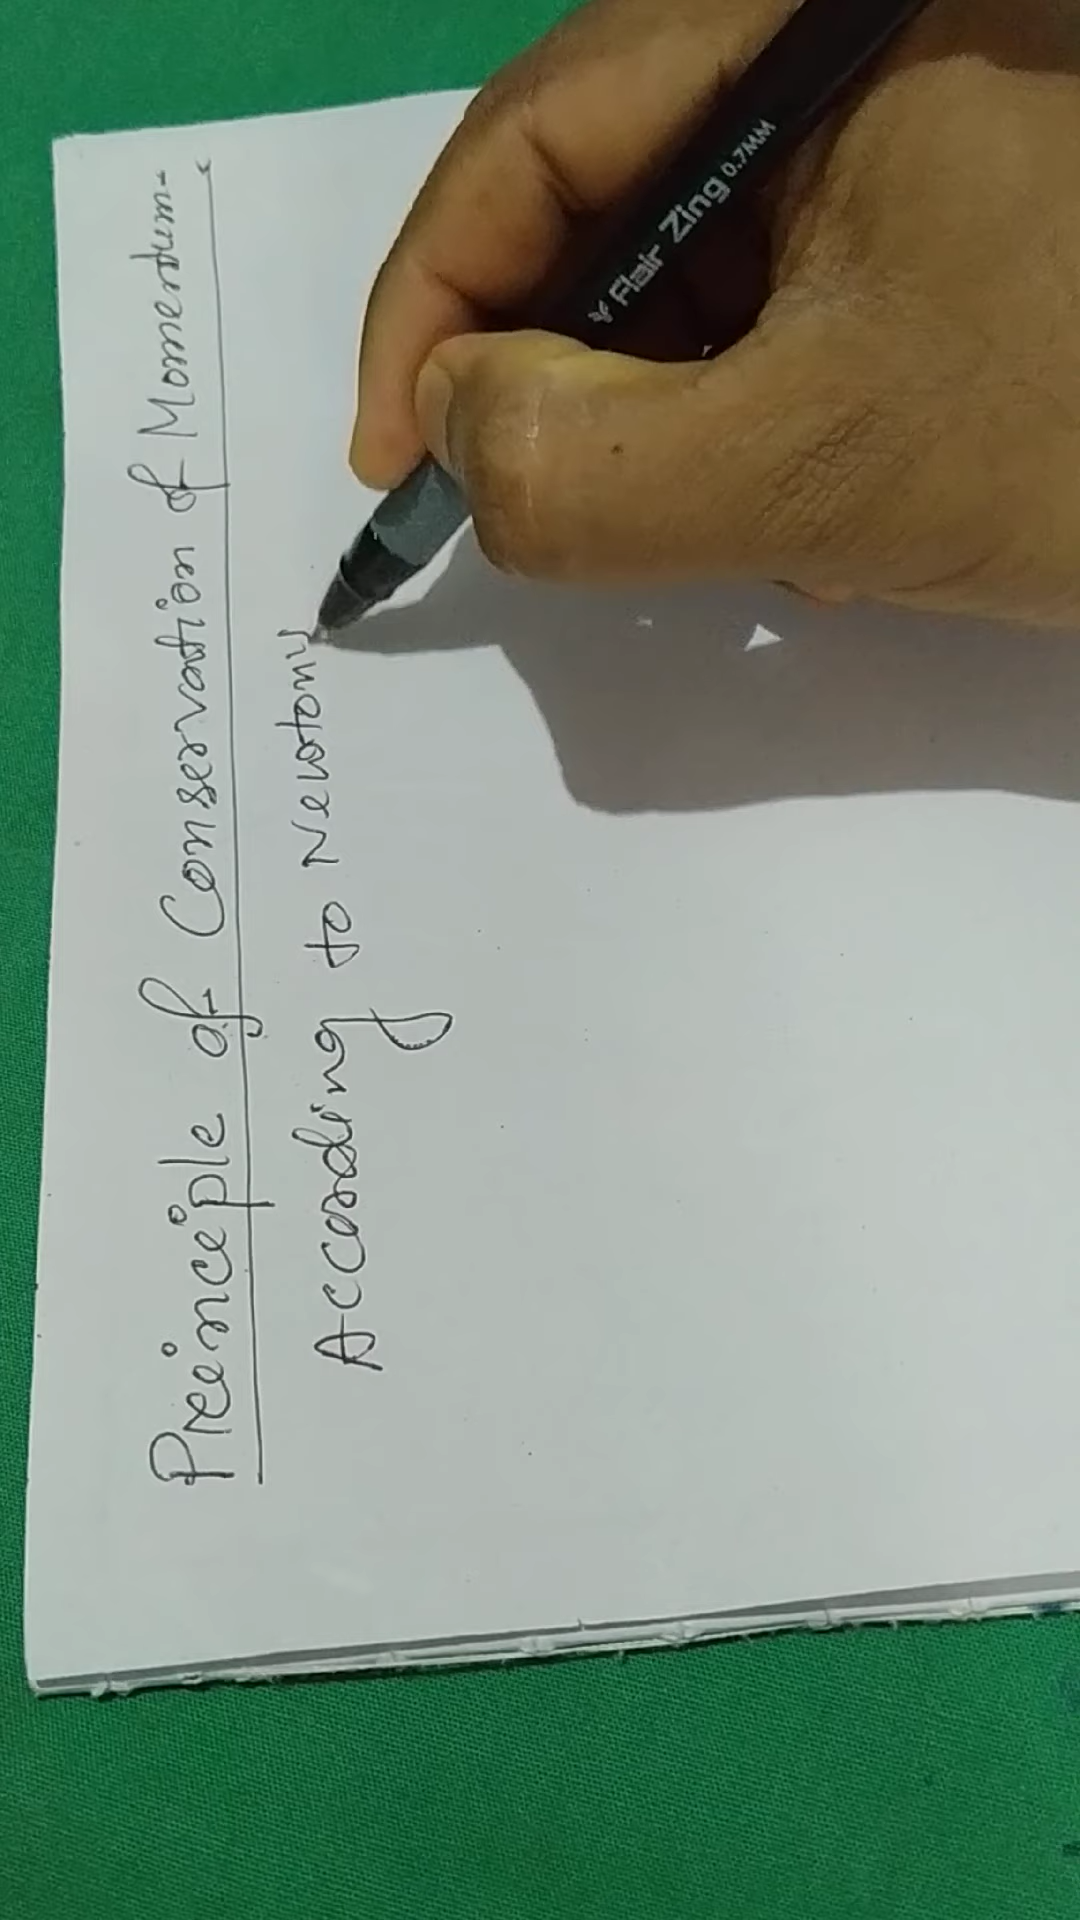 Preinciple of Conservation of Momentum-
According to Newton's
Flair Zing 0.7MM